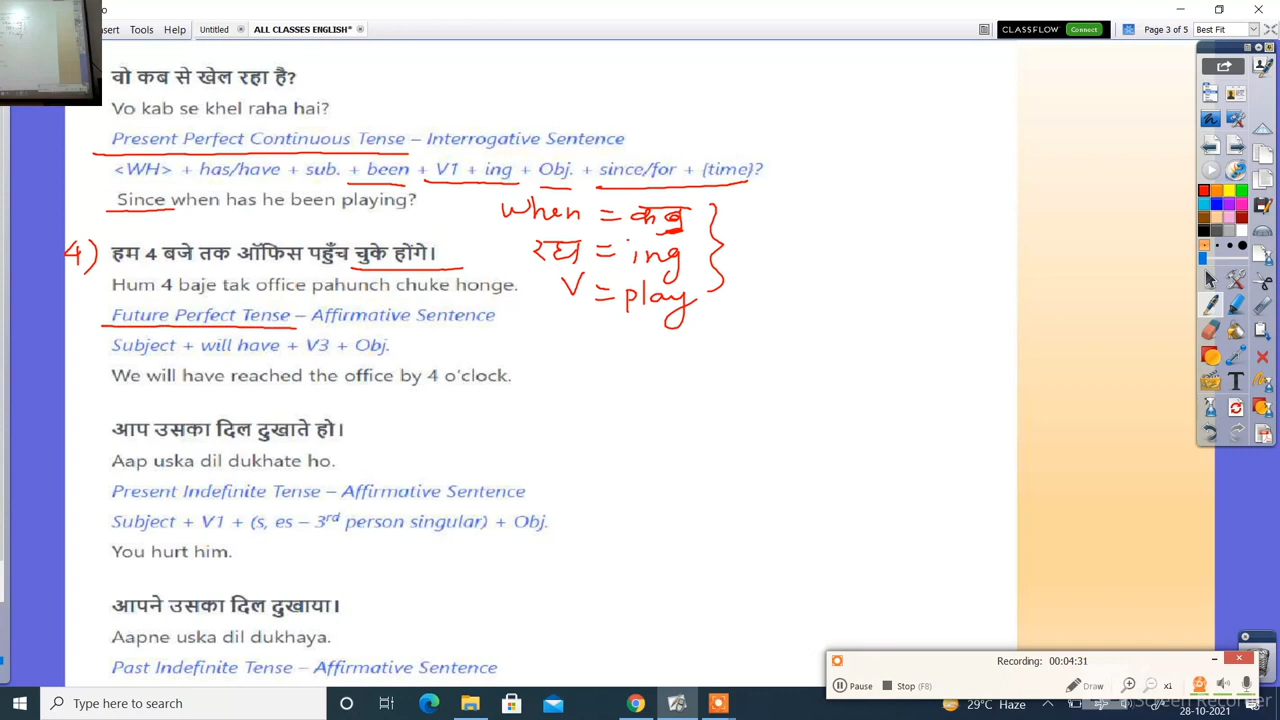 Insert Tools Help Untitled ALL CLASSES ENGLISH* CLASSFLOW Connect Page 3 of 5 Best Fit
वो कब से खेल रहा है?
Vo kab se khel raha hai?
Present Perfect Continuous Tense – Interrogative Sentence
<WH> + has/have + sub. + been + V1 + ing + Obj. + since/for + {time}?
Since when has he been playing?
when = कब
रहा = ing
V = play
4) हम 4 बजे तक ऑफिस पहुँच चुके होंगे।
Hum 4 baje tak office pahunch chuke honge.
Future Perfect Tense – Affirmative Sentence
Subject + will have + V3 + Obj.
We will have reached the office by 4 o'clock.
आप उसका दिल दुखाते हो।
Aap uska dil dukhate ho.
Present Indefinite Tense – Affirmative Sentence
Subject + V1 + (s, es – 3rd person singular) + Obj.
You hurt him.
आपने उसका दिल दुखाया।
Aapne uska dil dukhaya.
Past Indefinite Tense – Affirmative Sentence
Recording: 00:04:31
Pause Stop (F8) Draw x1
Type here to search
29°C Haze
28-10-2021